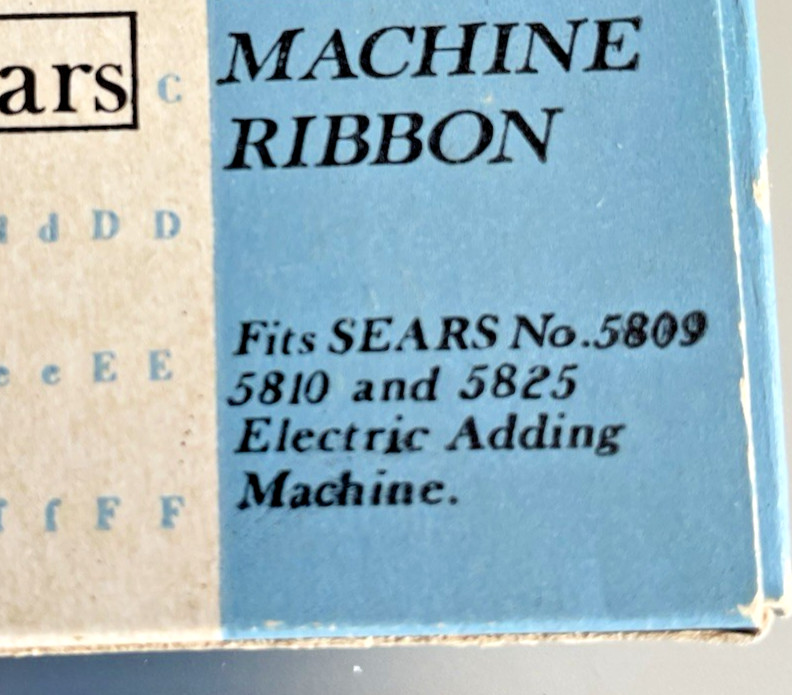 ars C
MACHINE
RIBBON
d D D
Fits SEARS No.5809
5810 and 5825
Electric Adding
Machine.
e e E E
f f F F